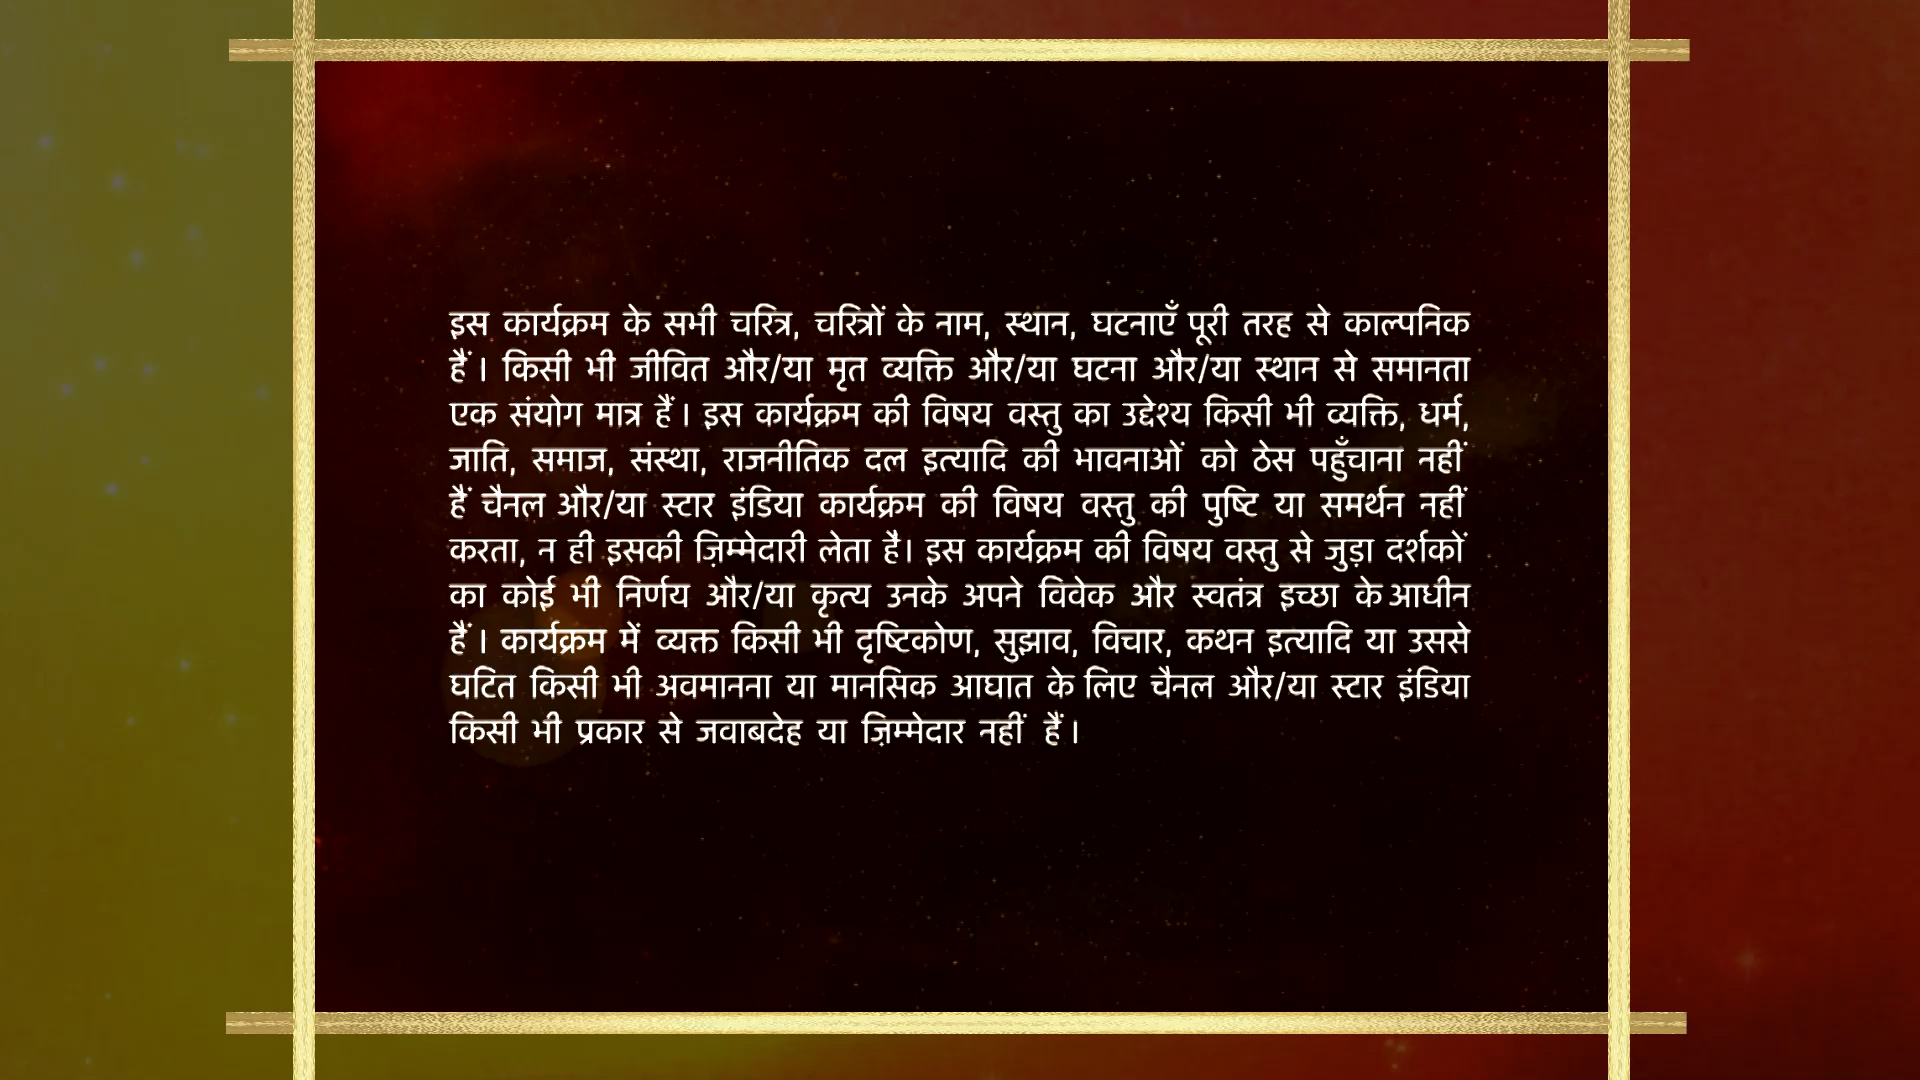 इस कार्यक्रम के सभी चरित्र, चरित्रों के नाम, स्थान, घटनाएँ पूरी तरह से काल्पनिक
हैं । किसी भी जीवित और/या मृत व्यक्ति और/या घटना और/या स्थान से समानता
एक संयोग मात्र हैं । इस कार्यक्रम की विषय वस्तु का उद्देश्य किसी भी व्यक्ति, धर्म,
जाति, समाज, संस्था, राजनीतिक दल इत्यादि की भावनाओं को ठेस पहुँचाना नहीं
हैं चैनल और/या स्टार इंडिया कार्यक्रम की विषय वस्तु की पुष्टि या समर्थन नहीं
करता, न ही इसकी ज़िम्मेदारी लेता है। इस कार्यक्रम की विषय वस्तु से जुड़ा दर्शकों
का कोई भी निर्णय और/या कृत्य उनके अपने विवेक और स्वतंत्र इच्छा के आधीन
हैं । कार्यक्रम में व्यक्त किसी भी दृष्टिकोण, सुझाव, विचार, कथन इत्यादि या उससे
घटित किसी भी अवमानना या मानसिक आघात के लिए चैनल और/या स्टार इंडिया
किसी भी प्रकार से जवाबदेह या ज़िम्मेदार नहीं हैं ।